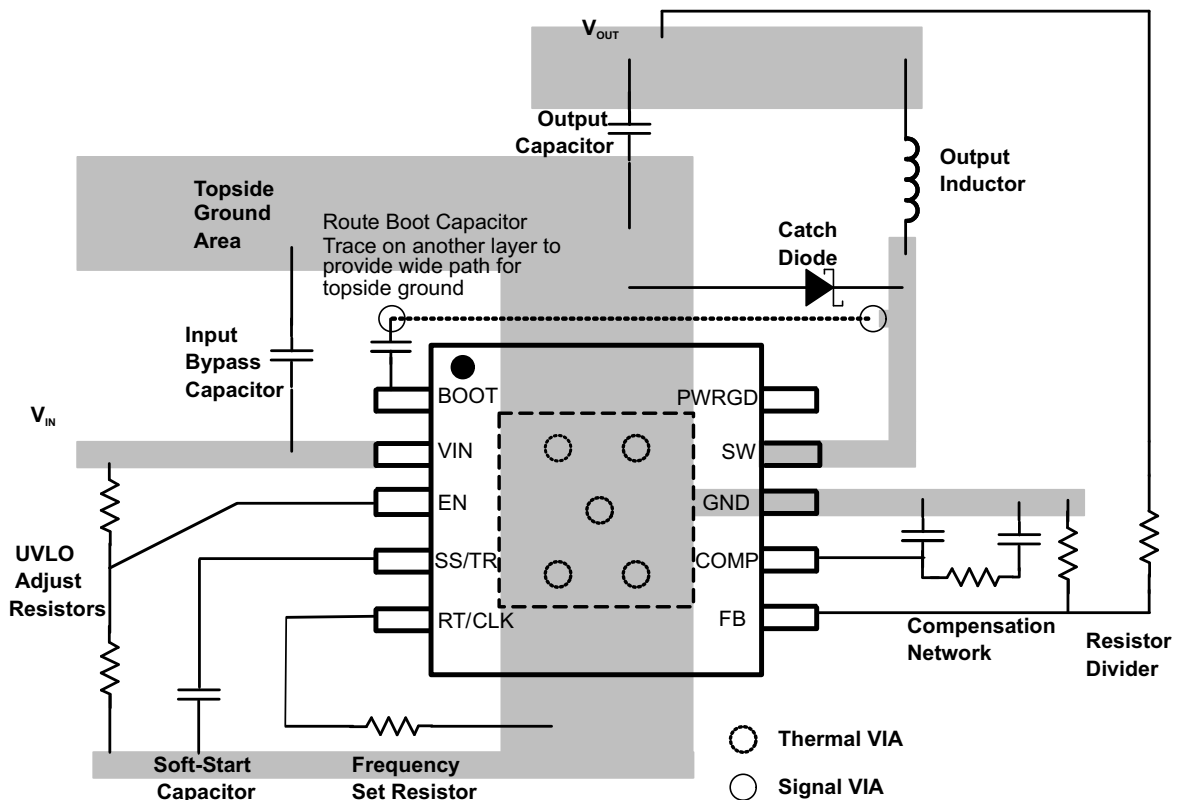 VOUT
Output
Capacitor
Output
Inductor
Topside
Ground
Area
Route Boot Capacitor
Trace on another layer to
provide wide path for
topside ground
Catch
Diode
Input
Bypass
Capacitor
VIN
BOOT
VIN
EN
SS/TR
RT/CLK
PWRGD
SW
GND
COMP
FB
UVLO
Adjust
Resistors
Compensation
Network
Resistor
Divider
Soft-Start
Capacitor
Frequency
Set Resistor
Thermal VIA
Signal VIA